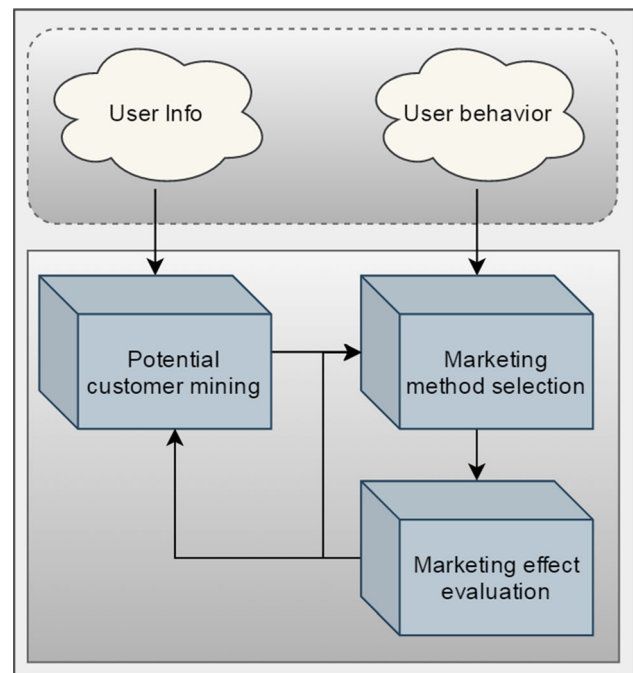 User Info
User behavior
Potential
customer mining
Marketing
method selection
Marketing effect
evaluation